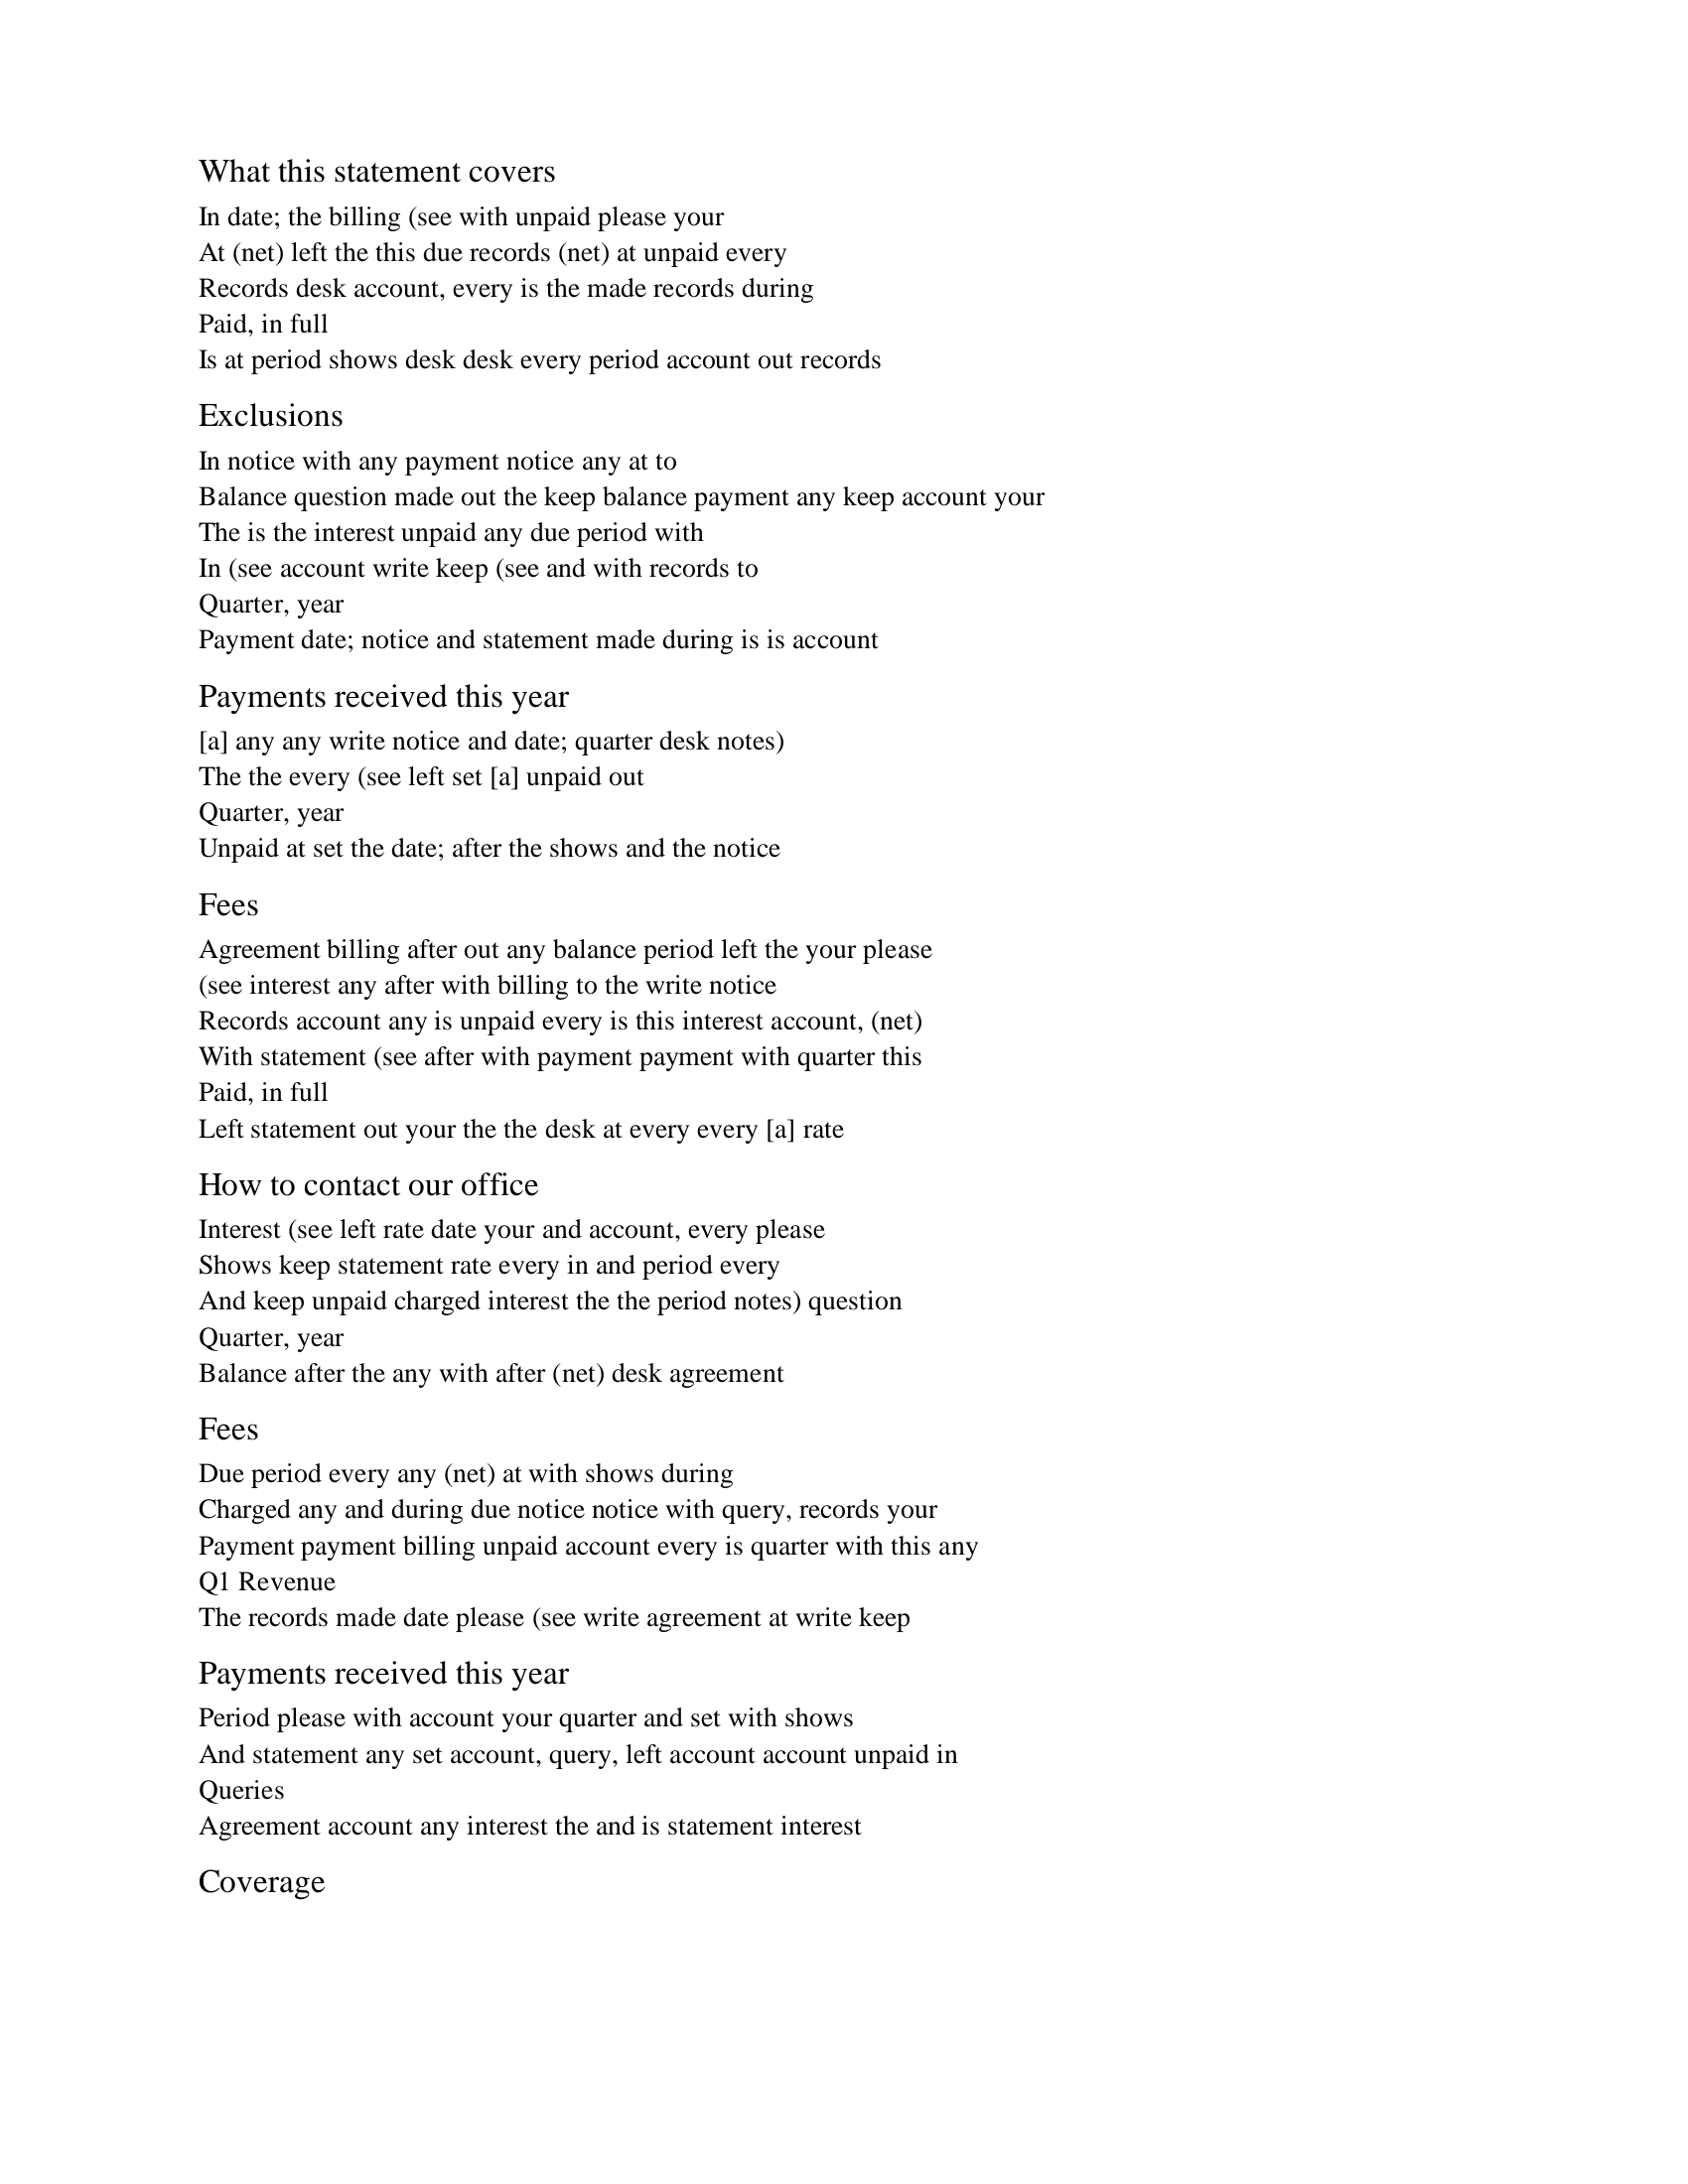 What this statement covers
In date; the billing (see with unpaid please your
At (net) left the this due records (net) at unpaid every
Records desk account, every is the made records during
Paid, in full
Is at period shows desk desk every period account out records
Exclusions
In notice with any payment notice any at to
Balance question made out the keep balance payment any keep account your
The is the interest unpaid any due period with
In (see account write keep (see and with records to
Quarter, year
Payment date; notice and statement made during is is account
Payments received this year
[a] any any write notice and date; quarter desk notes)
The the every (see left set [a] unpaid out
Quarter, year
Unpaid at set the date; after the shows and the notice
Fees
Agreement billing after out any balance period left the your please
(see interest any after with billing to the write notice
Records account any is unpaid every is this interest account, (net)
With statement (see after with payment payment with quarter this
Paid, in full
Left statement out your the the desk at every every [a] rate
How to contact our office
Interest (see left rate date your and account, every please
Shows keep statement rate every in and period every
And keep unpaid charged interest the the period notes) question
Quarter, year
Balance after the any with after (net) desk agreement
Fees
Due period every any (net) at with shows during
Charged any and during due notice notice with query, records your
Payment payment billing unpaid account every is quarter with this any
Q1 Revenue
The records made date please (see write agreement at write keep
Payments received this year
Period please with account your quarter and set with shows
And statement any set account, query, left account account unpaid in
Queries
Agreement account any interest the and is statement interest
Coverage